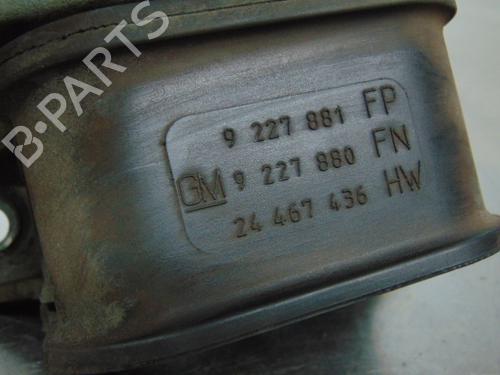 B-PARTS
9 227 881 FP
GM 9 227 880 FN
24 467 436 HW